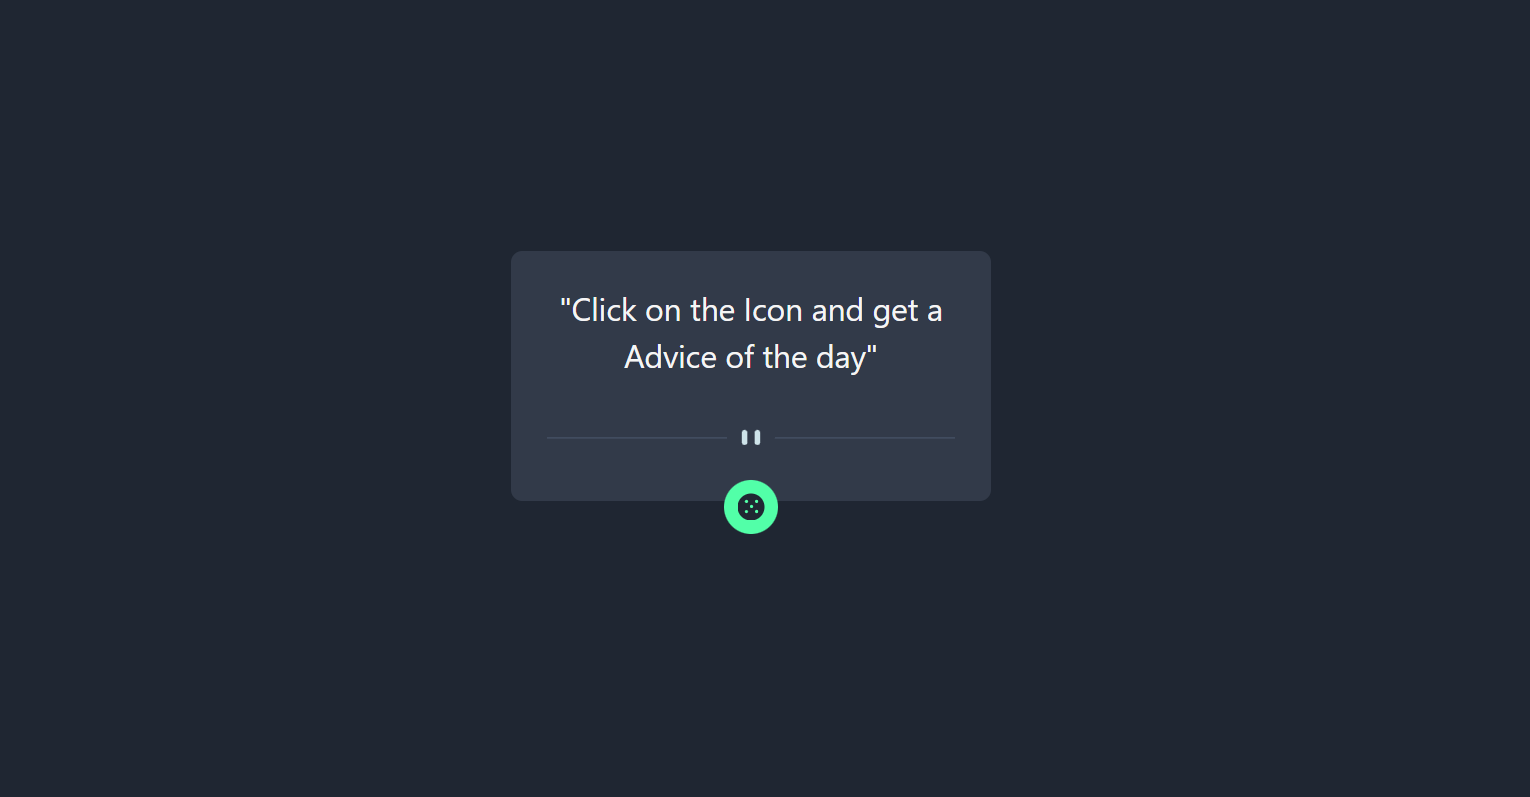 "Click on the Icon and get a
Advice of the day"